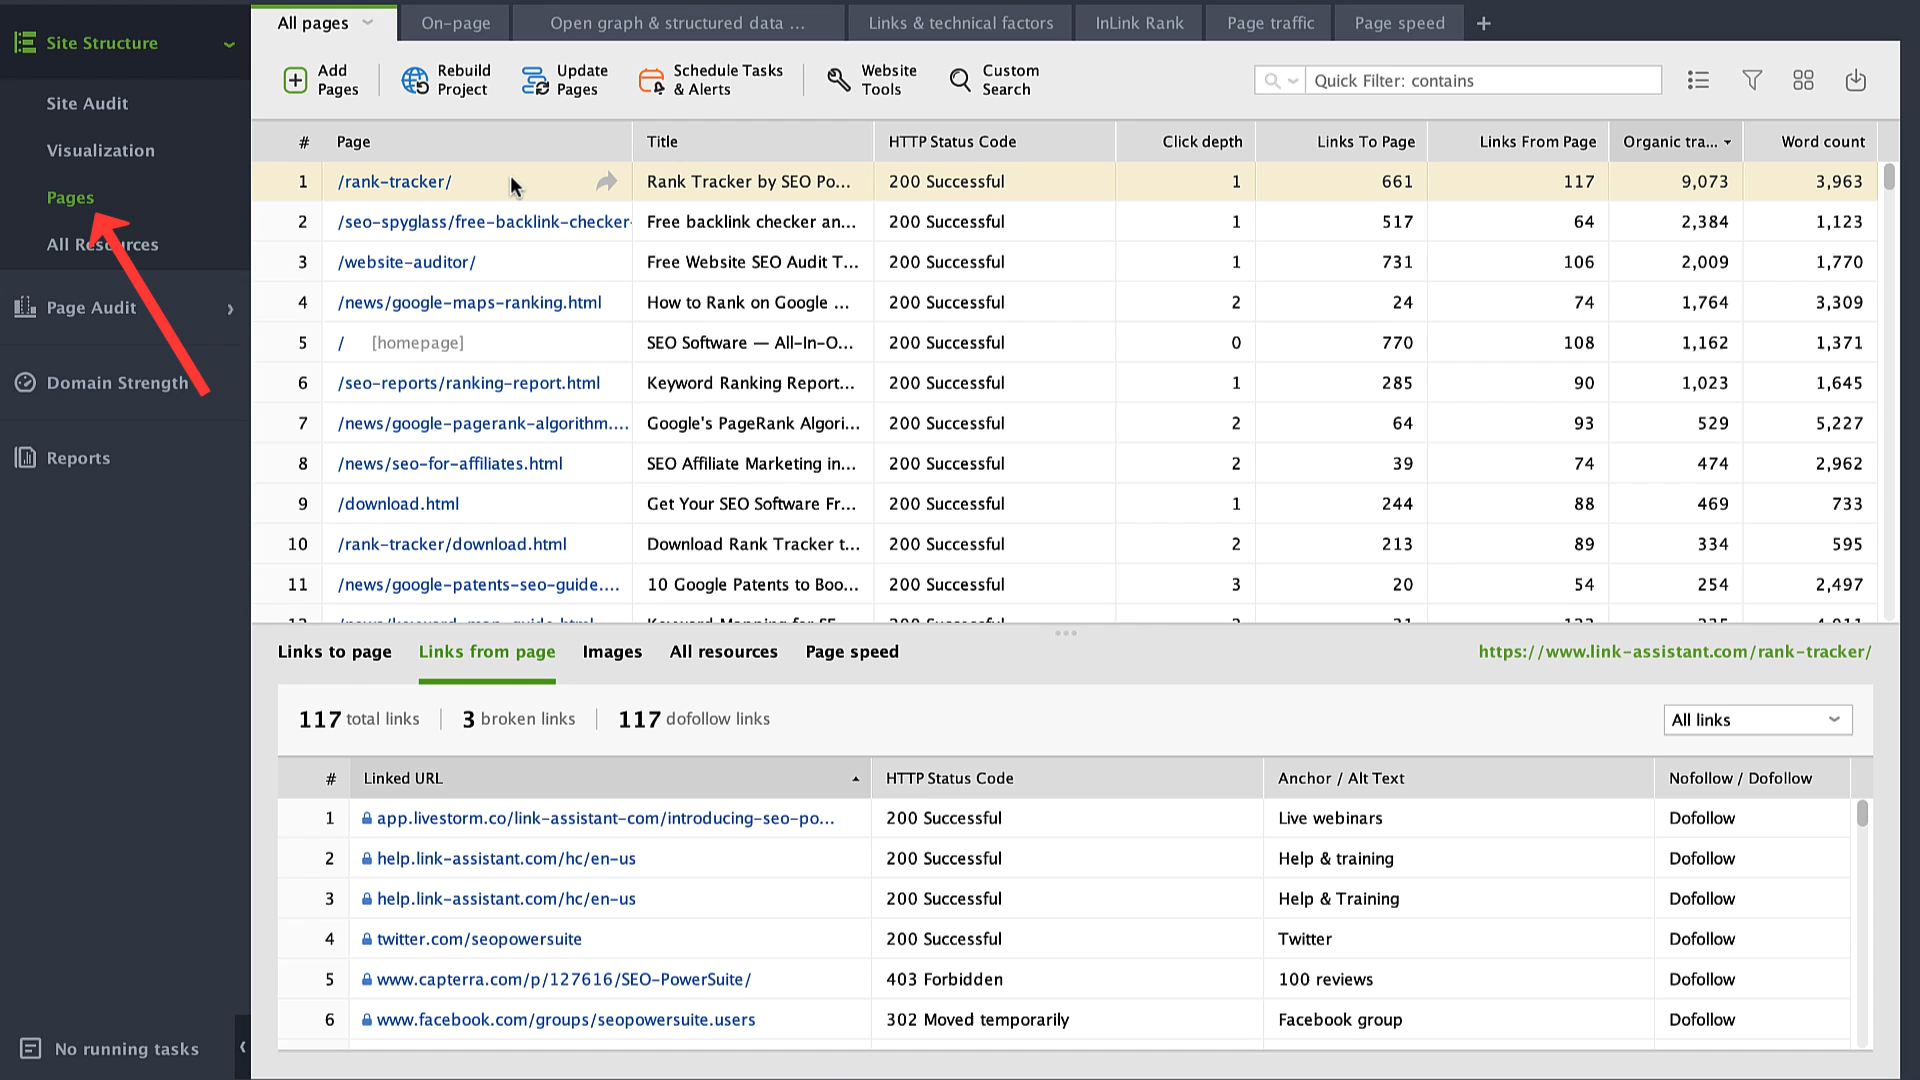 Site Structure
Site Audit
Visualization
Pages
All Resources
Page Audit
Domain Strength
Reports
No running tasks
All pages
On-page
Open graph & structured data ...
Links & technical factors
InLink Rank
Page traffic
Page speed
Add Pages
Rebuild Project
Update Pages
Schedule Tasks & Alerts
Website Tools
Custom Search
Quick Filter: contains
# Page Title HTTP Status Code Click depth Links To Page Links From Page Organic tra... Word count
1 /rank-tracker/ Rank Tracker by SEO Po... 200 Successful 1 661 117 9,073 3,963
2 /seo-spyglass/free-backlink-checker- Free backlink checker an... 200 Successful 1 517 64 2,384 1,123
3 /website-auditor/ Free Website SEO Audit T... 200 Successful 1 731 106 2,009 1,770
4 /news/google-maps-ranking.html How to Rank on Google ... 200 Successful 2 24 74 1,764 3,309
5 / [homepage] SEO Software — All-In-O... 200 Successful 0 770 108 1,162 1,371
6 /seo-reports/ranking-report.html Keyword Ranking Report... 200 Successful 1 285 90 1,023 1,645
7 /news/google-pagerank-algorithm.... Google's PageRank Algori... 200 Successful 2 64 93 529 5,227
8 /news/seo-for-affiliates.html SEO Affiliate Marketing in... 200 Successful 2 39 74 474 2,962
9 /download.html Get Your SEO Software Fr... 200 Successful 1 244 88 469 733
10 /rank-tracker/download.html Download Rank Tracker t... 200 Successful 2 213 89 334 595
11 /news/google-patents-seo-guide.... 10 Google Patents to Boo... 200 Successful 3 20 54 254 2,497
Links to page Links from page Images All resources Page speed https://www.link-assistant.com/rank-tracker/
117 total links 3 broken links 117 dofollow links All links
# Linked URL HTTP Status Code Anchor / Alt Text Nofollow / Dofollow
1 app.livestorm.co/link-assistant-com/introducing-seo-po... 200 Successful Live webinars Dofollow
2 help.link-assistant.com/hc/en-us 200 Successful Help & training Dofollow
3 help.link-assistant.com/hc/en-us 200 Successful Help & Training Dofollow
4 twitter.com/seopowersuite 200 Successful Twitter Dofollow
5 www.capterra.com/p/127616/SEO-PowerSuite/ 403 Forbidden 100 reviews Dofollow
6 www.facebook.com/groups/seopowersuite.users 302 Moved temporarily Facebook group Dofollow